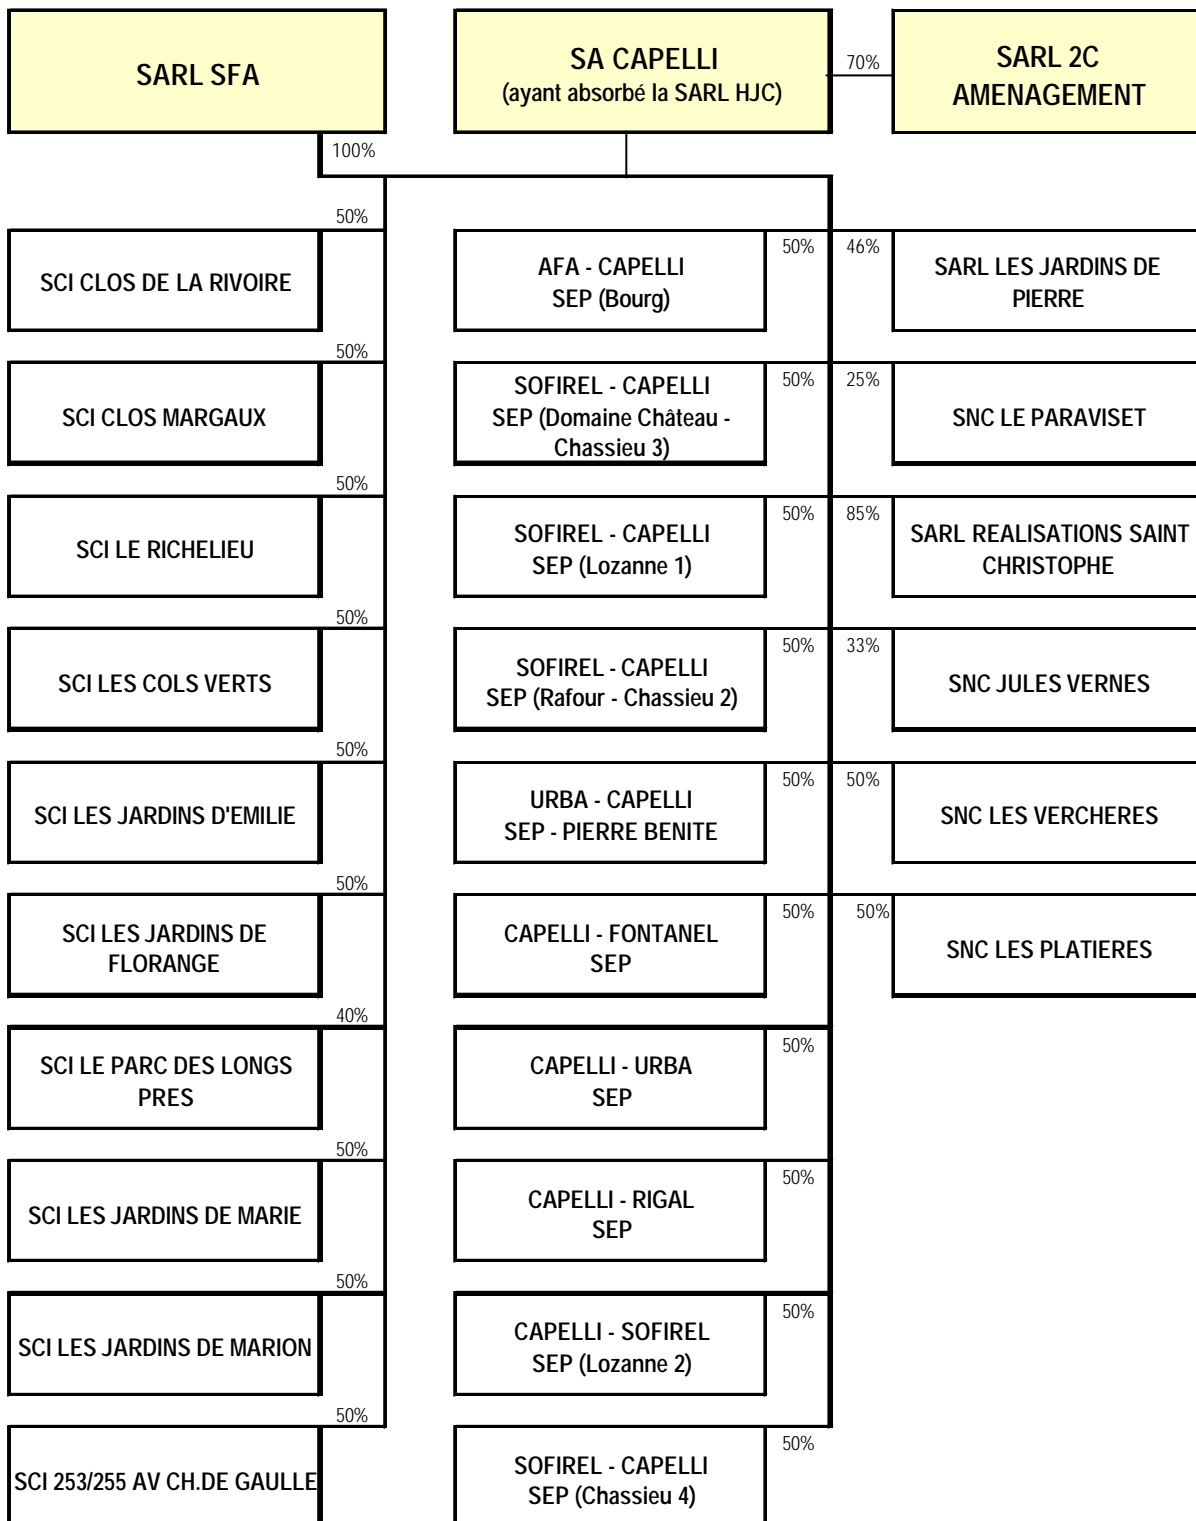 SARL SFA
SA CAPELLI
(ayant absorbé la SARL HJC)
70%
SARL 2C
AMENAGEMENT
100%
50%
SCI CLOS DE LA RIVOIRE
AFA - CAPELLI
SEP (Bourg)
50%
46%
SARL LES JARDINS DE
PIERRE
50%
SCI CLOS MARGAUX
SOFIREL - CAPELLI
SEP (Domaine Château -
Chassieu 3)
50%
25%
SNC LE PARAVISET
50%
SCI LE RICHELIEU
SOFIREL - CAPELLI
SEP (Lozanne 1)
50%
85%
SARL REALISATIONS SAINT
CHRISTOPHE
50%
SCI LES COLS VERTS
SOFIREL - CAPELLI
SEP (Rafour - Chassieu 2)
50%
33%
SNC JULES VERNES
50%
SCI LES JARDINS D'EMILIE
URBA - CAPELLI
SEP - PIERRE BENITE
50%
50%
SNC LES VERCHERES
50%
SCI LES JARDINS DE
FLORANGE
CAPELLI - FONTANEL
SEP
50%
50%
SNC LES PLATIERES
40%
SCI LE PARC DES LONGS
PRES
CAPELLI - URBA
SEP
50%
50%
SCI LES JARDINS DE MARIE
CAPELLI - RIGAL
SEP
50%
50%
SCI LES JARDINS DE MARION
CAPELLI - SOFIREL
SEP (Lozanne 2)
50%
50%
SCI 253/255 AV CH.DE GAULLE
SOFIREL - CAPELLI
SEP (Chassieu 4)
50%